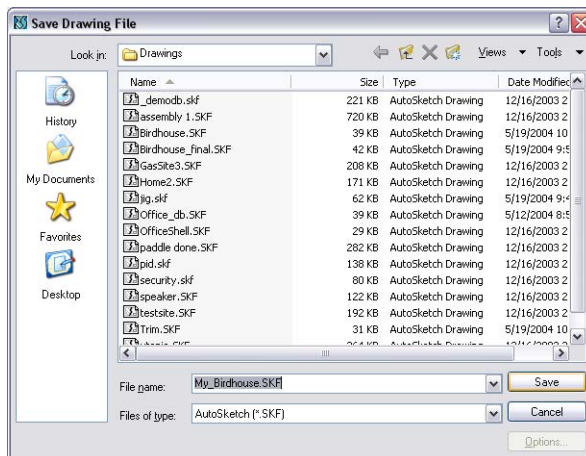 Save Drawing File
Look in: Drawings Views Tools
Name Size Type Date Modified
_demodb.skf 221 KB AutoSketch Drawing 12/16/2003 2
assembly 1.SKF 720 KB AutoSketch Drawing 12/16/2003 2
Birdhouse.SKF 39 KB AutoSketch Drawing 5/19/2004 10
Birdhouse_final.SKF 42 KB AutoSketch Drawing 5/19/2004 9:5
GasSite3.SKF 208 KB AutoSketch Drawing 12/16/2003 2
Home2.SKF 171 KB AutoSketch Drawing 12/16/2003 2
jig.skf 62 KB AutoSketch Drawing 5/19/2004 9:4
Office_db.SKF 39 KB AutoSketch Drawing 5/12/2004 8:5
OfficeShell.SKF 29 KB AutoSketch Drawing 12/16/2003 2
paddle done.SKF 282 KB AutoSketch Drawing 12/16/2003 2
pid.skf 138 KB AutoSketch Drawing 12/16/2003 2
security.skf 80 KB AutoSketch Drawing 12/16/2003 2
speaker.SKF 122 KB AutoSketch Drawing 12/16/2003 2
testsite.SKF 192 KB AutoSketch Drawing 12/16/2003 2
Trim.SKF 31 KB AutoSketch Drawing 5/19/2004 10
History
My Documents
Favorites
Desktop
File name: My_Birdhouse.SKF Save
Files of type: AutoSketch (*.SKF) Cancel
Options...